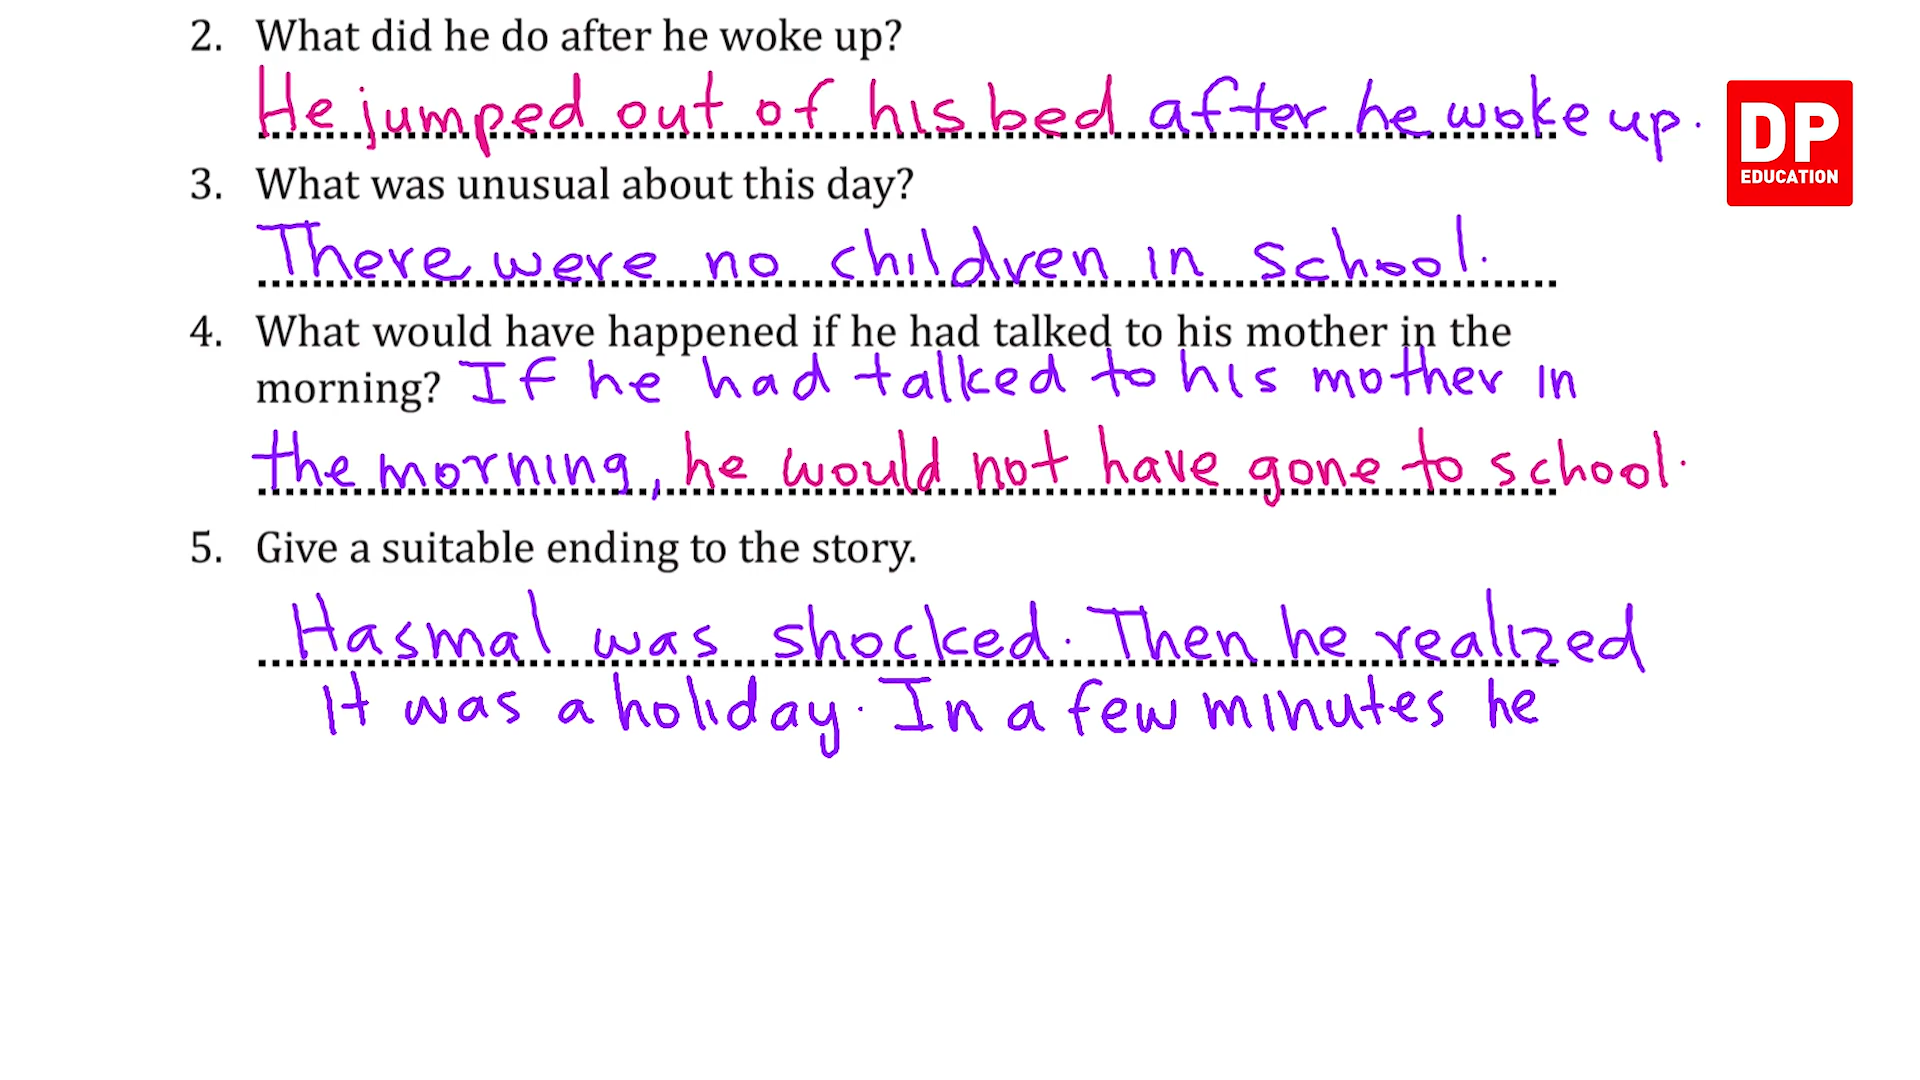 2. What did he do after he woke up?
He jumped out of his bed after he woke up.
DP
EDUCATION
3. What was unusual about this day?
There were no children in school.
4. What would have happened if he had talked to his mother in the
morning? If he had talked to his mother in
the morning, he would not have gone to school.
5. Give a suitable ending to the story.
Hasmal was shocked. Then he realized
It was a holiday. In a few minutes he